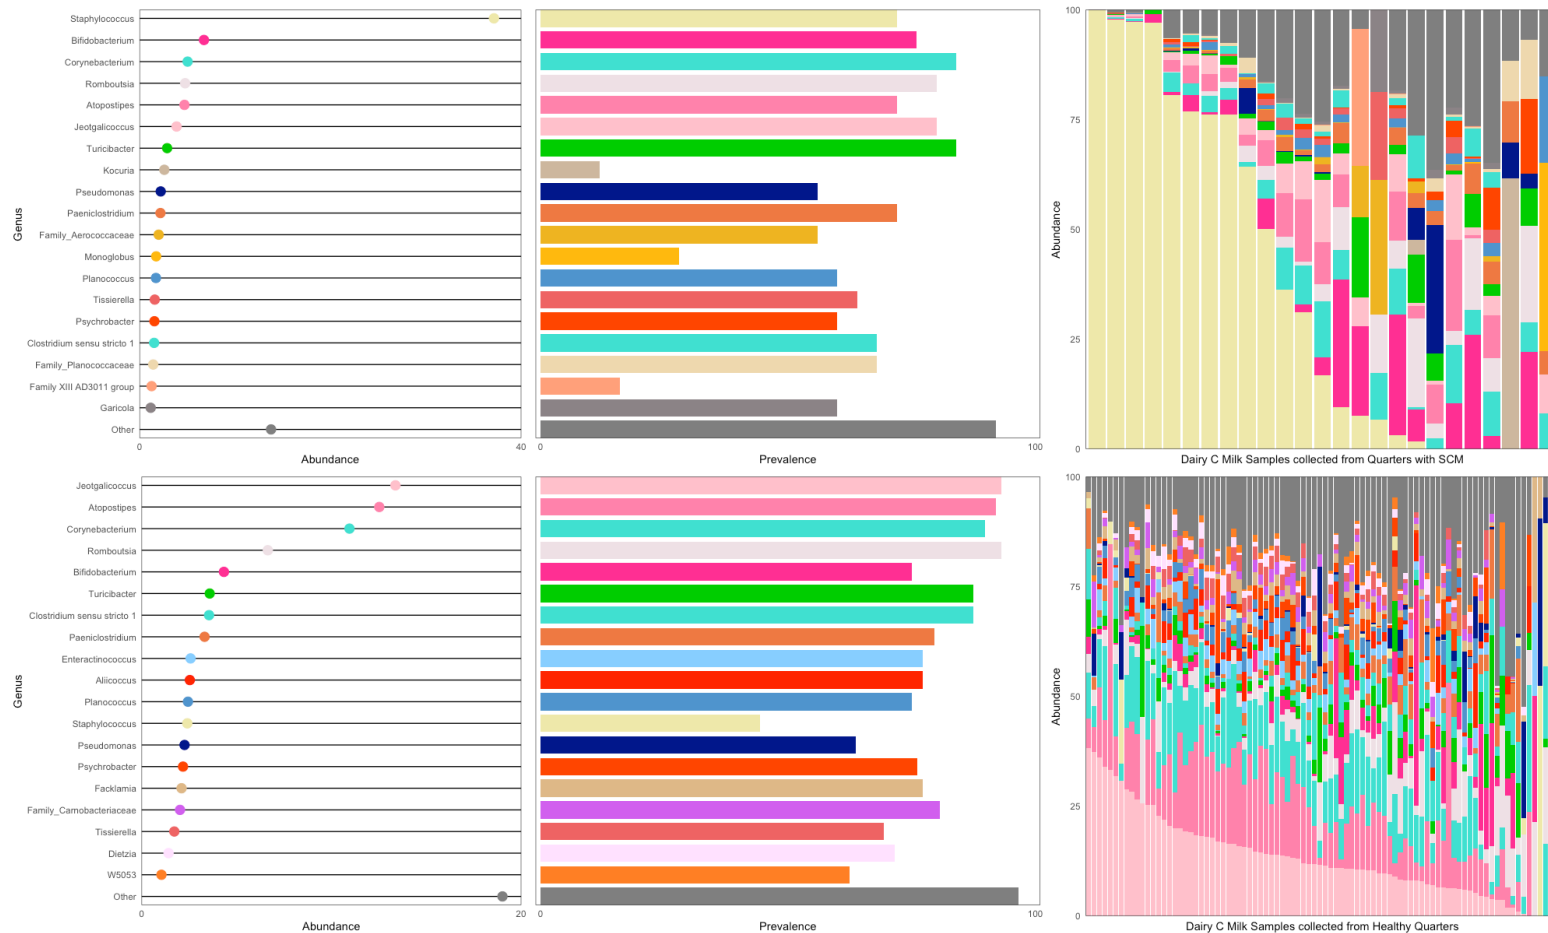 Genus
Staphylococcus
Bifidobacterium
Corynebacterium
Romboutsia
Atopostipes
Jeotgalicoccus
Turicibacter
Kocuria
Pseudomonas
Paeniclostridium
Family_Aerococcaceae
Monoglobus
Planococcus
Tissierella
Psychrobacter
Clostridium sensu stricto 1
Family_Planococcaceae
Family XIII AD3011 group
Garicola
Other
0 40
Abundance
0 100
Prevalence
Abundance
100
75
50
25
0
Dairy C Milk Samples collected from Quarters with SCM
Genus
Jeotgalicoccus
Atopostipes
Corynebacterium
Romboutsia
Bifidobacterium
Turicibacter
Clostridium sensu stricto 1
Paeniclostridium
Enteractinococcus
Aliicoccus
Planococcus
Staphylococcus
Pseudomonas
Psychrobacter
Facklamia
Family_Carnobacteriaceae
Tissierella
Dietzia
W5053
Other
0 20
Abundance
0 100
Prevalence
Abundance
100
75
50
25
0
Dairy C Milk Samples collected from Healthy Quarters